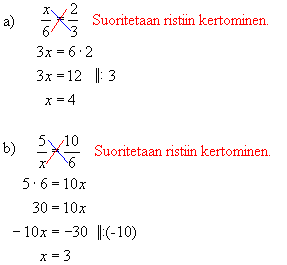 a) x/6 = 2/3 Suoritetaan ristiin kertominen.
3x = 6 · 2
3x = 12 ||: 3
x = 4
b) 5/x = 10/6 Suoritetaan ristiin kertominen.
5 · 6 = 10x
30 = 10x
−10x = −30 ||:(-10)
x = 3